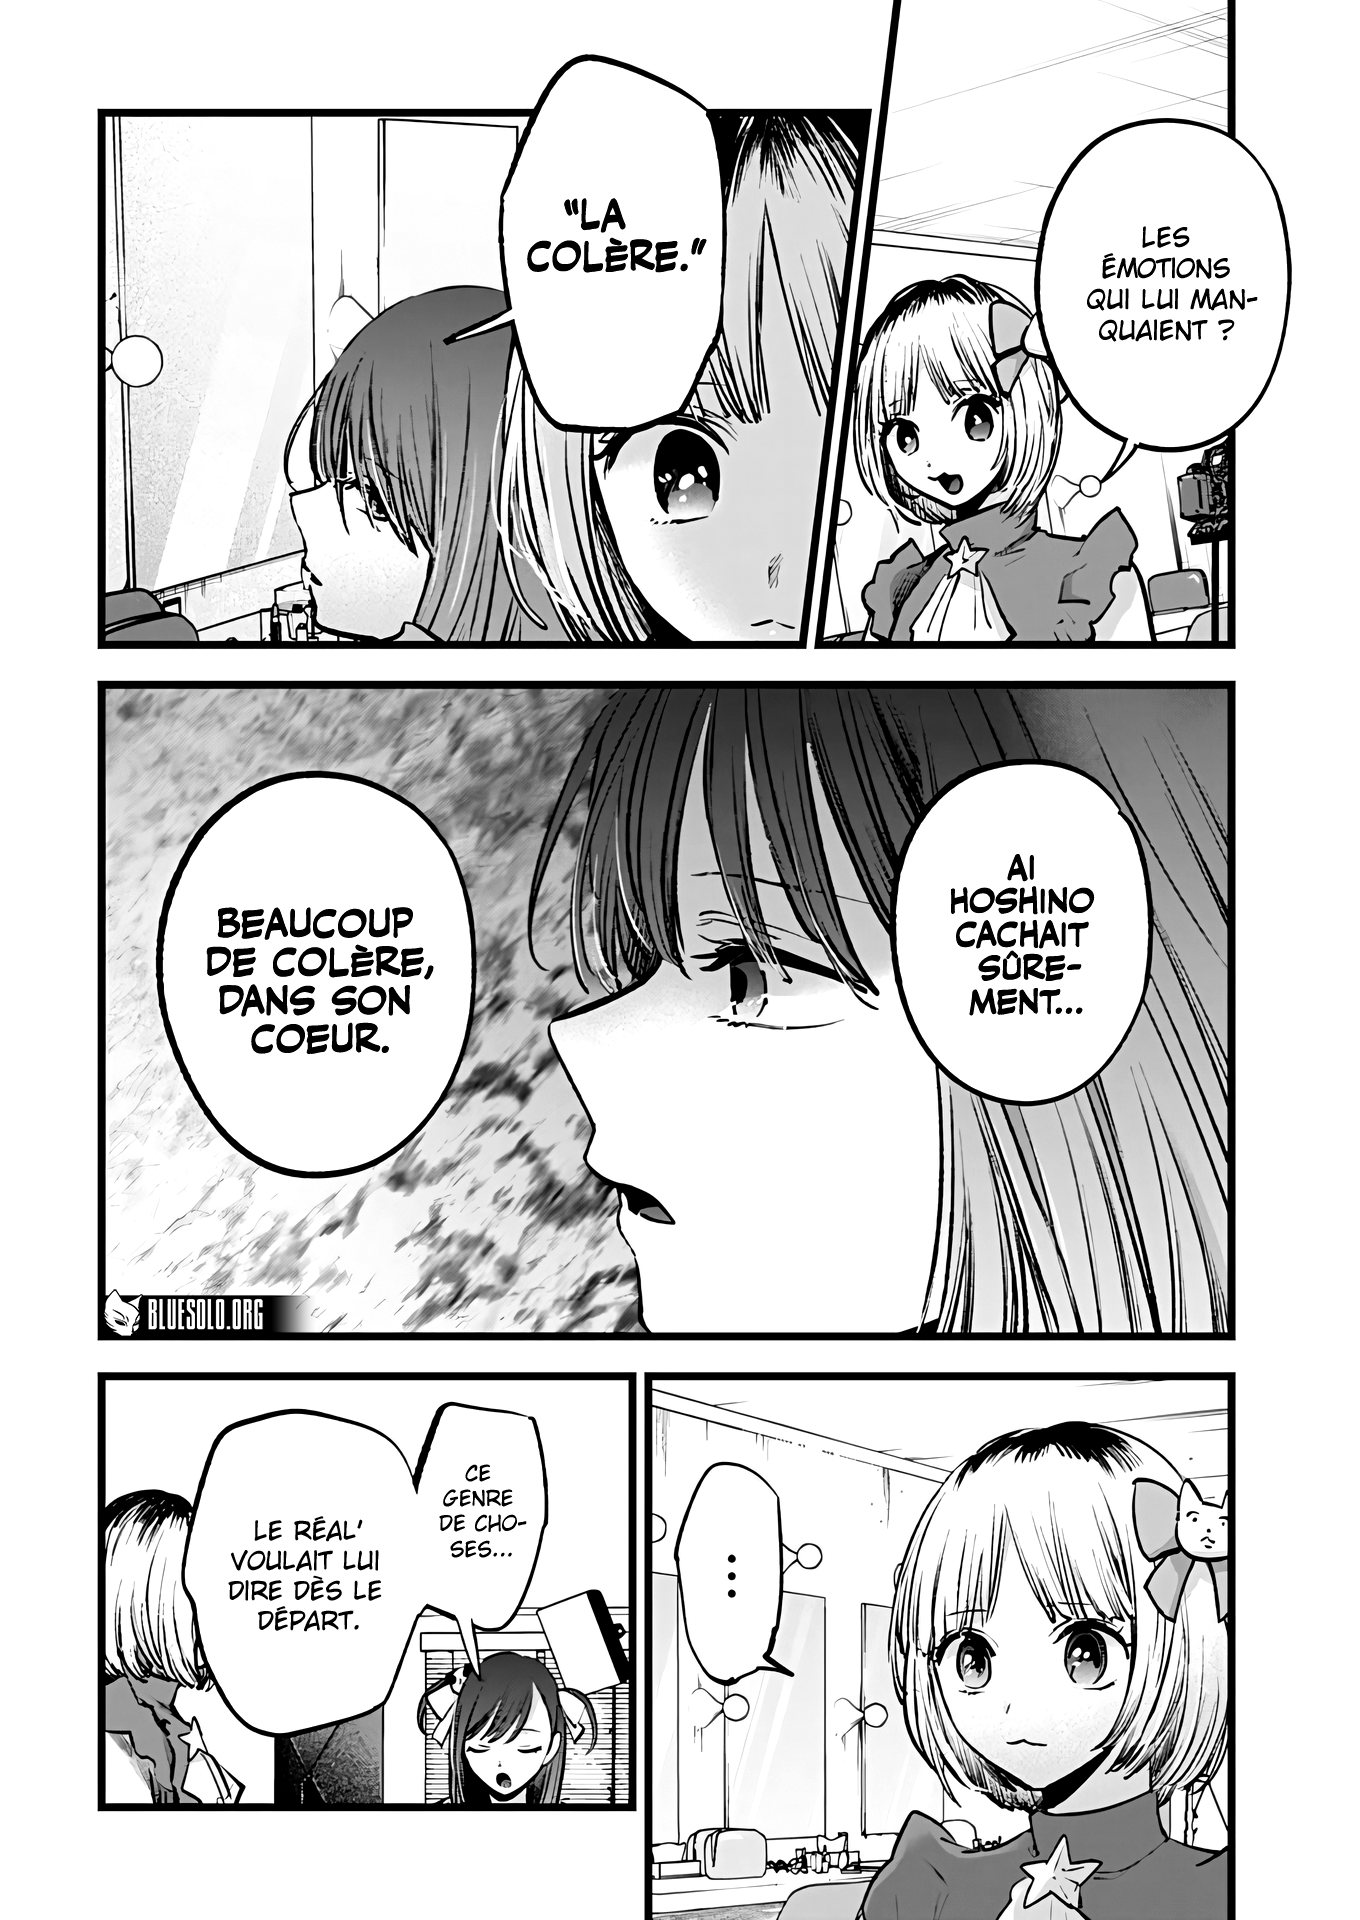 LES
ÉMOTIONS
QUI LUI MAN-
QUAIENT ?
"LA
COLÈRE."
AI
HOSHINO
CACHAIT
SÛRE-
MENT...
BEAUCOUP
DE COLÈRE,
DANS SON
COEUR.
BLUESOLO.ORG
...
CE
GENRE
DE CHO-
SES...
LE RÉAL'
VOULAIT LUI
DIRE DÈS LE
DÉPART.